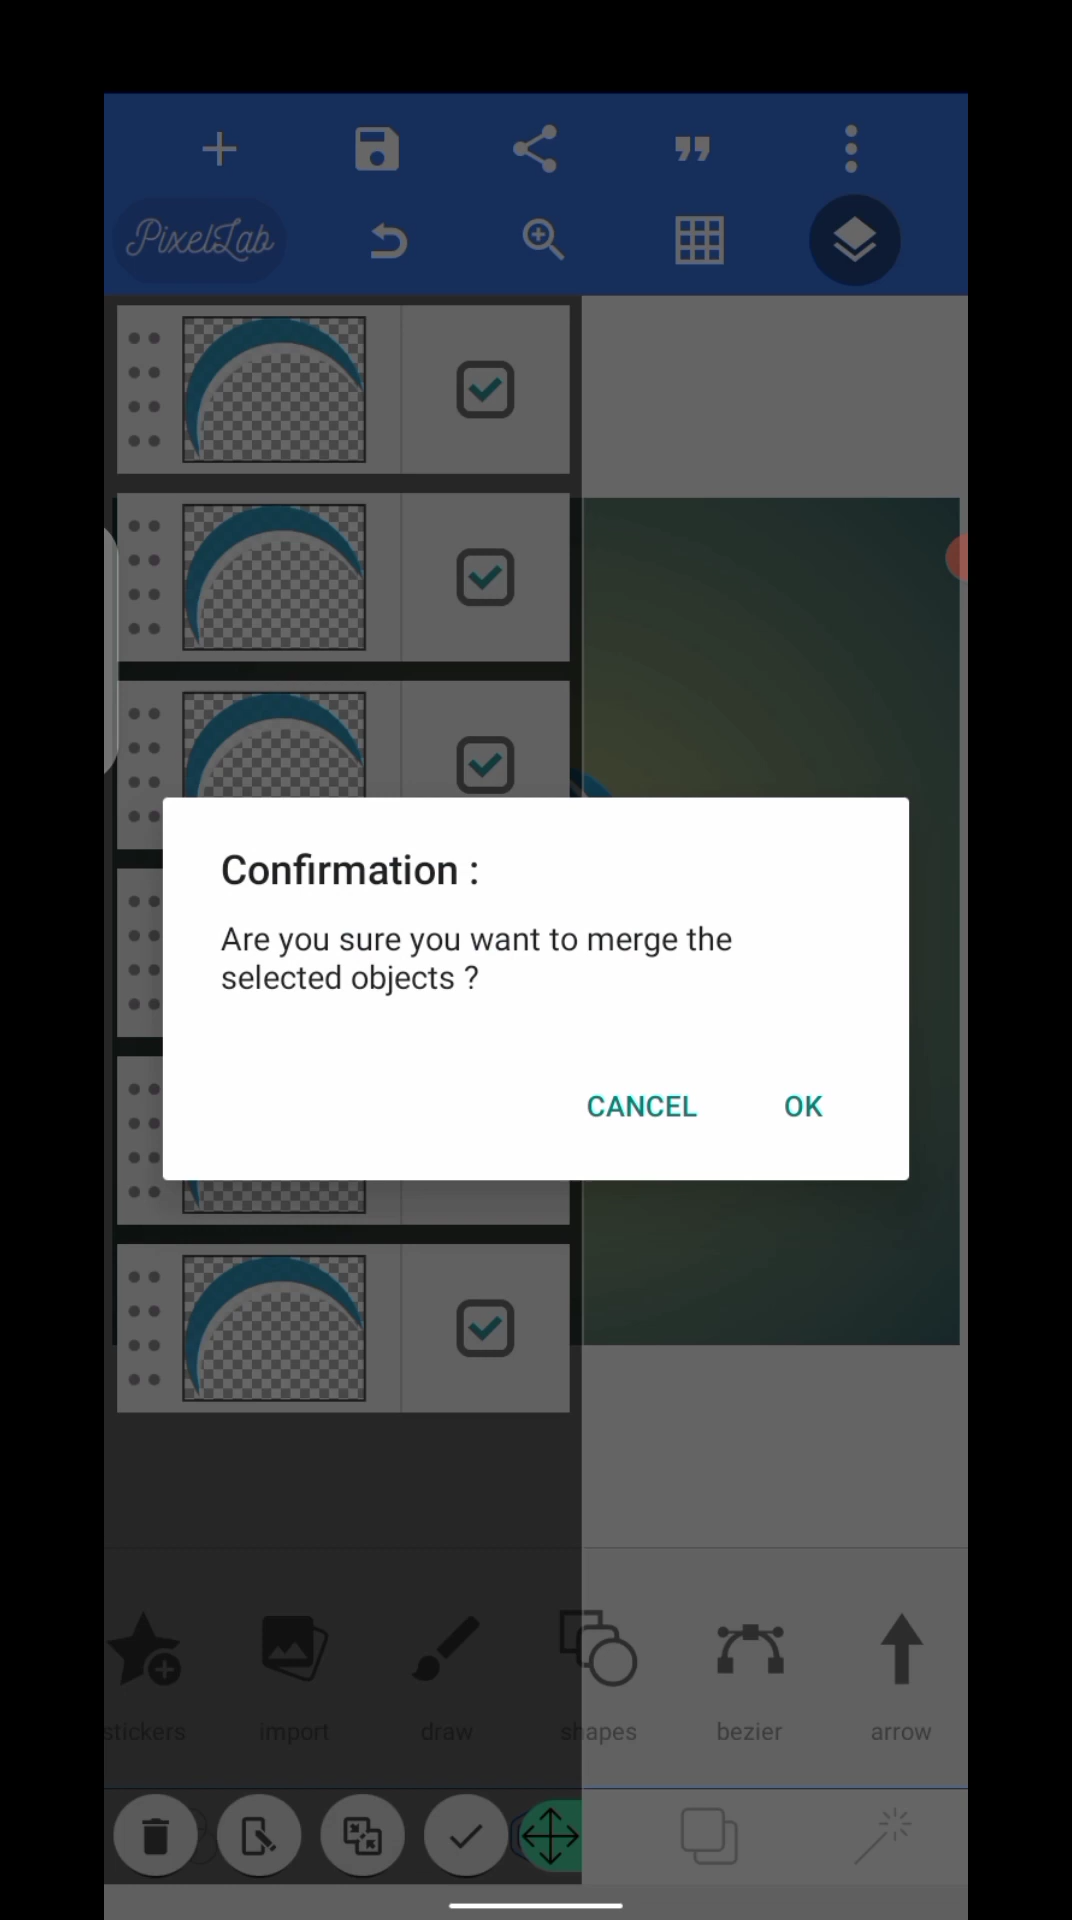 PixelLab
Confirmation :
Are you sure you want to merge the
selected objects ?
CANCEL OK
stickers import draw shapes bezier arrow